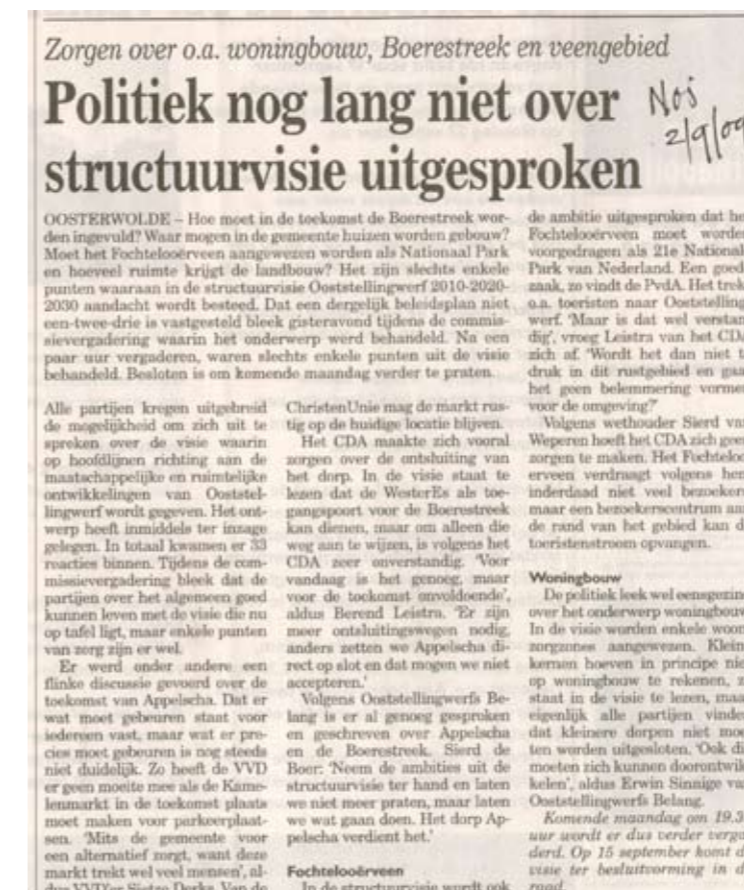 Zorgen over o.a. woningbouw, Boerestreek en veengebied
Politiek nog lang niet over
structuurvisie uitgesproken
2/9/09
OOSTERWOLDE – Hoe moet in de toekomst de Boerestreek wor-
den ingevuld? Waar mogen in de gemeente huizen worden gebouw?
Moet het Fochtelooërveen aangewezen worden als Nationaal Park
en hoeveel ruimte krijgt de landbouw? Het zijn slechts enkele
punten waaraan in de structuurvisie Ooststellingwerf 2010-2020-
2030 aandacht wordt besteed. Dat een dergelijk beleidsplan niet
een-twee-drie is vastgesteld bleek gisteravond tijdens de commis-
sievergadering waarin het onderwerp werd behandeld. Na een
paar uur vergaderen, waren slechts enkele punten uit de visie
behandeld. Besloten is om komende maandag verder te praten.
Alle partijen kregen uitgebreid
de mogelijkheid om zich uit te
spreken over de visie waarin
op hoofdlijnen richting aan de
maatschappelijke en ruimtelijke
ontwikkelingen van Ooststel-
lingwerf wordt gegeven. Het ont-
werp heeft inmiddels ter inzage
gelegen. In totaal kwamen er 33
reacties binnen. Tijdens de com-
missievergadering bleek dat de
partijen over het algemeen goed
kunnen leven met de visie die nu
op tafel ligt, maar enkele punten
van zorg zijn er wel.
Er werd onder andere een
flinke discussie gevoerd over de
toekomst van Appelscha. Dat er
wat moet gebeuren staat voor
iedereen vast, maar wat er pre-
cies moet gebeuren is nog steeds
niet duidelijk. Zo heeft de VVD
er geen moeite mee als de Kame-
lenmarkt in de toekomst plaats
moet maken voor parkeerplaat-
sen. 'Mits de gemeente voor
een alternatief zorgt, want deze
markt trekt wel veel mensen', al-
dus VVD'er Sietze Derks. Van de
ChristenUnie mag de markt rus-
tig op de huidige locatie blijven.
Het CDA maakte zich vooral
zorgen over de ontsluiting van
het dorp. In de visie staat te
lezen dat de WesterEs als toe-
gangspoort voor de Boerestreek
kan dienen, maar om alleen die
weg aan te wijzen, is volgens het
CDA zeer onverstandig. 'Voor
vandaag is het genoeg, maar
voor de toekomst onvoldoende',
aldus Berend Leistra. 'Er zijn
meer ontsluitingswegen nodig,
anders zetten we Appelscha di-
rect op slot en dat mogen we niet
accepteren.'
Volgens Ooststellingwerfs Be-
lang is er al genoeg gesproken
en geschreven over Appelscha
en de Boerestreek. Sierd de
Boer: 'Neem de ambities uit de
structuurvisie ter hand en laten
we niet meer praten, maar laten
we wat gaan doen. Het dorp Ap-
pelscha verdient het.'
Fochtelooërveen
In de structuurvisie wordt ook
de ambitie uitgesproken dat he
Fochtelooërveen moet worde
voorgedragen als 21e National
Park van Nederland. Een goed
zaak, zo vindt de PvdA. Het trek
o.a. toeristen naar Ooststelling
werf. 'Maar is dat wel verstan
dig', vroeg Leistra van het CDA
zich af. 'Wordt het dan niet t
druk in dit rustgebied en gaa
het geen belemmering vorme
voor de omgeving?'
Volgens wethouder Sierd va
Weperen hoeft het CDA zich gee
zorgen te maken. Het Fochteloo
erveen verdraagt volgens hem
inderdaad niet veel bezoekers
maar een bezoekerscentrum aan
de rand van het gebied kan d
toeristenstroom opvangen.
Woningbouw
De politiek leek wel eensgezin
over het onderwerp woningbouw
In de visie worden enkele woon
zorgzones aangewezen. Klein
kernen hoeven in principe nie
op woningbouw te rekenen, z
staat in de visie te lezen, maa
eigenlijk alle partijen vinde
dat kleinere dorpen niet moe
ten worden uitgesloten. 'Ook di
moeten zich kunnen doorontwik
kelen', aldus Erwin Sinnige va
Ooststellingwerfs Belang.
Komende maandag om 19.3
uur wordt er dus verder verga
derd. Op 15 september komt d
visie ter besluitvorming in d
raad.